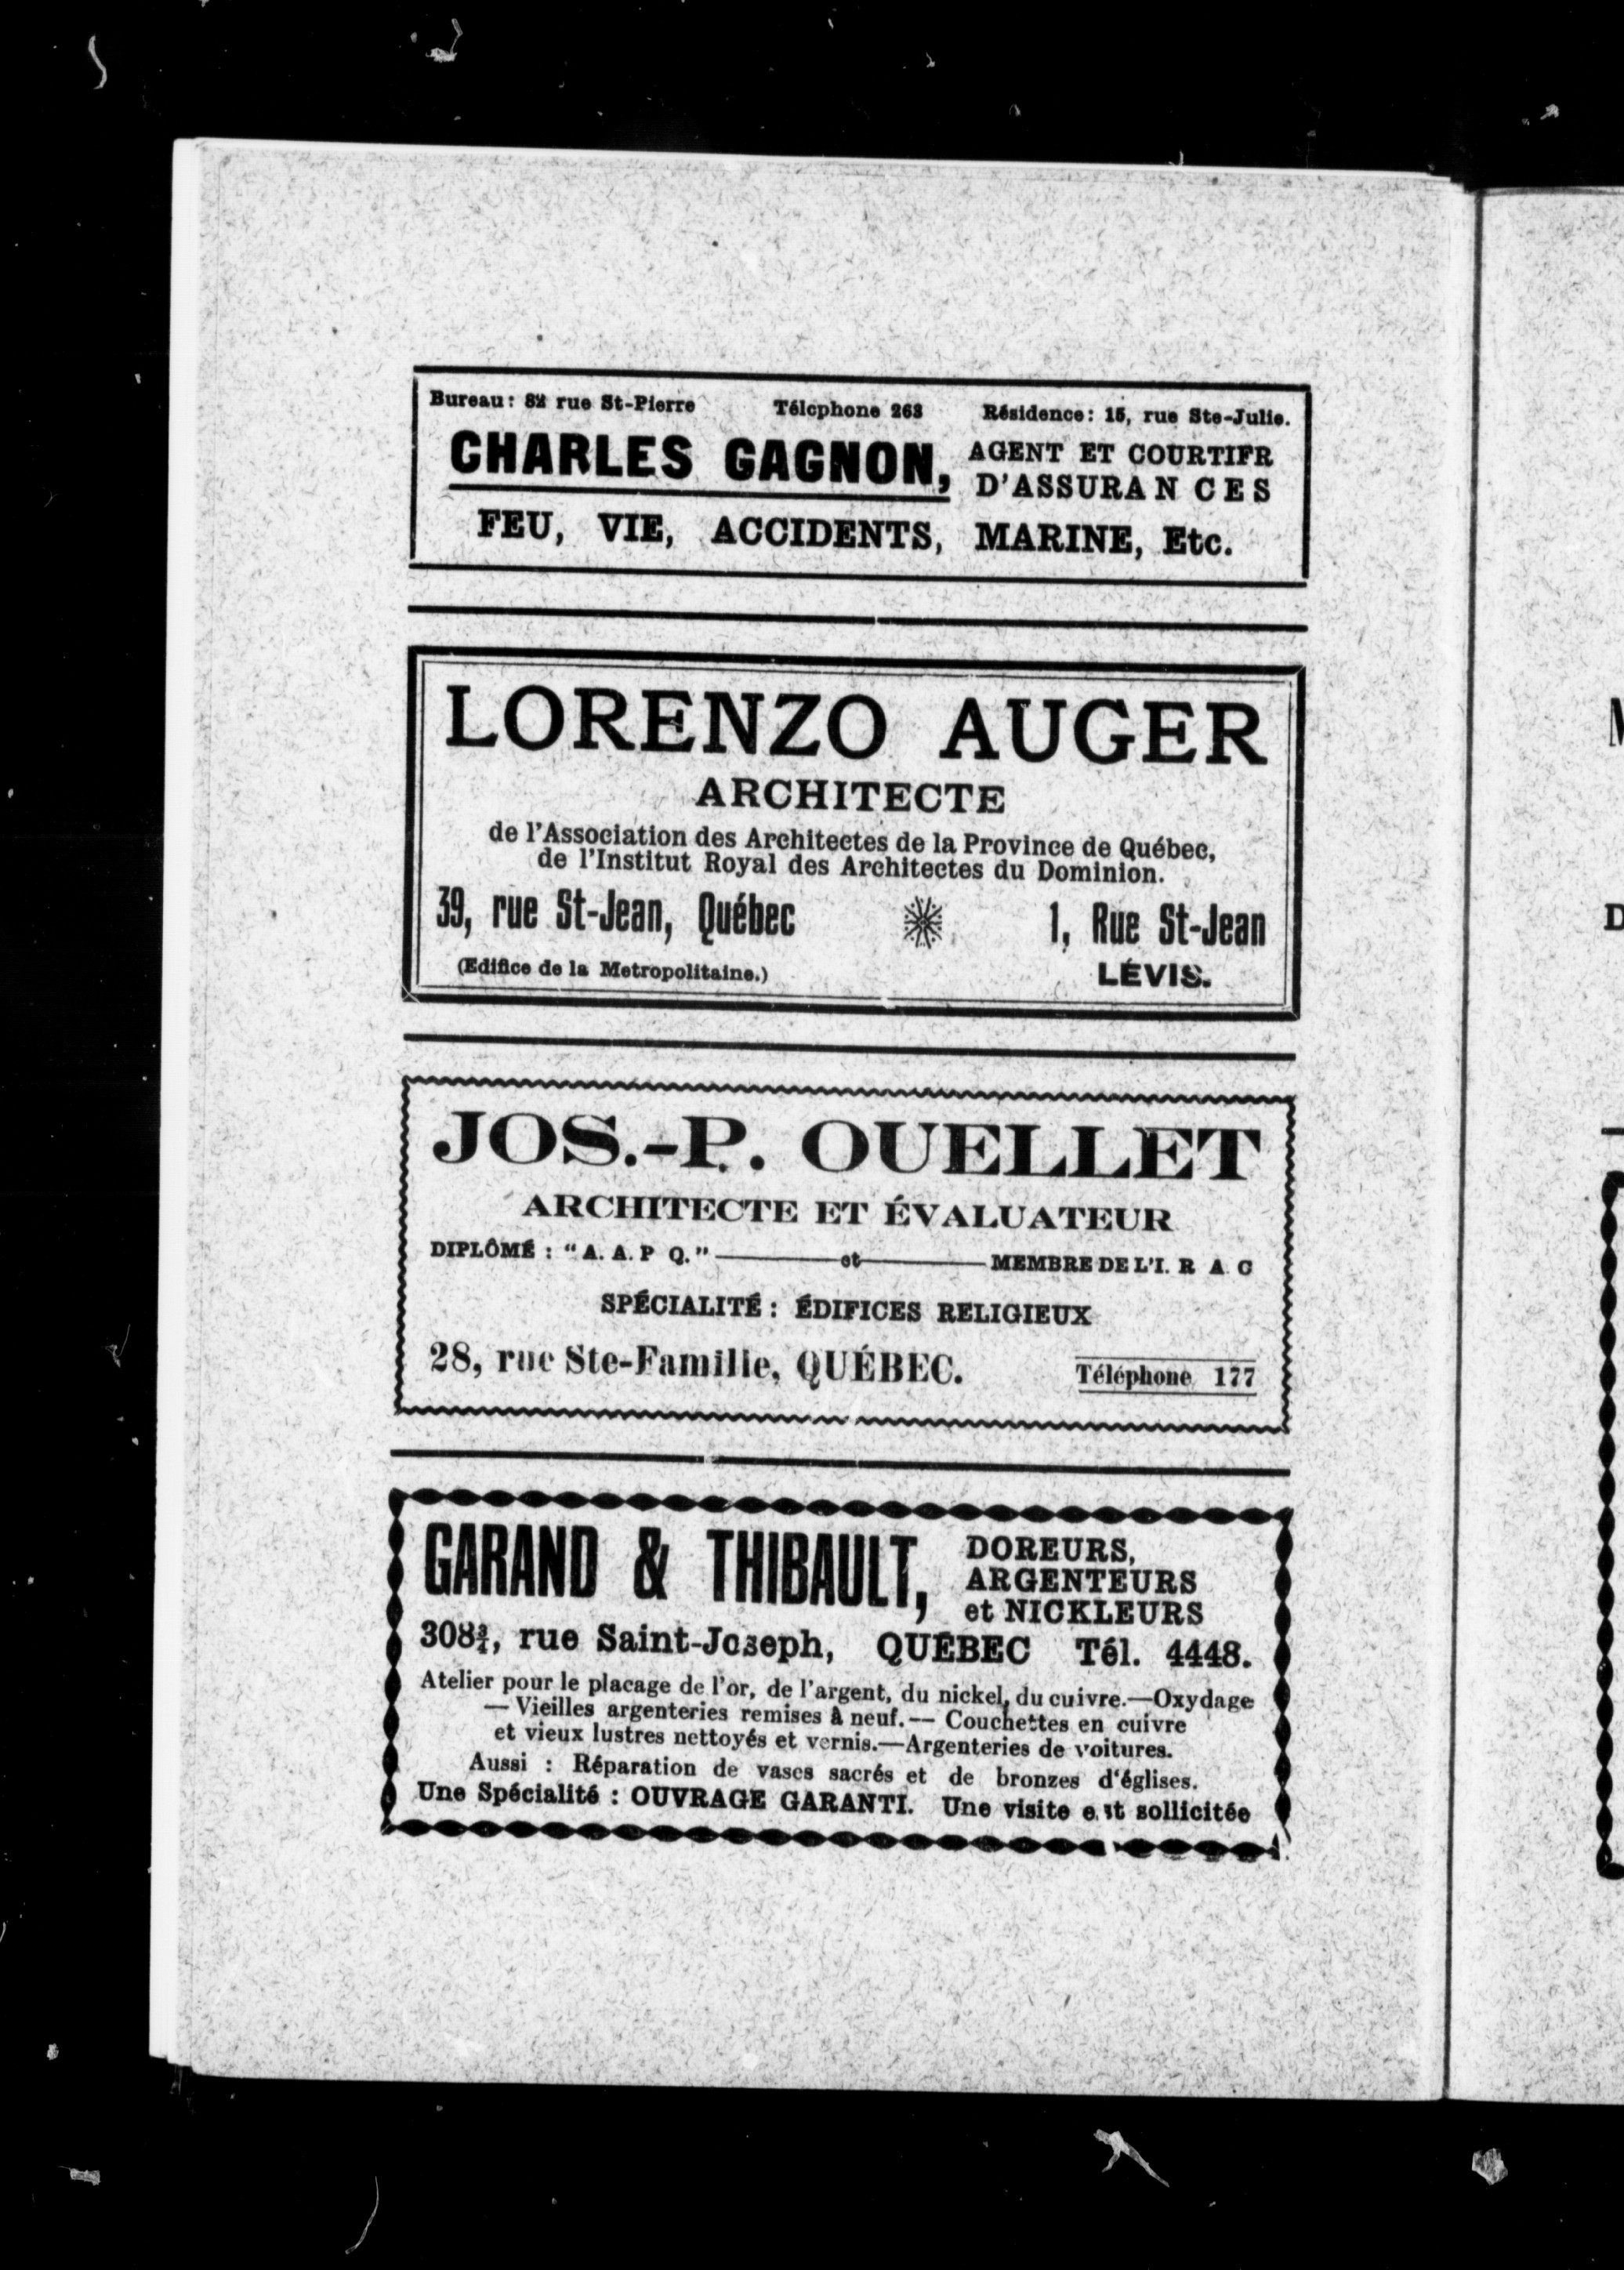 Bureau: 82 rue St-Pierre Télephone 263 Résidence: 15, rue Ste-Julie.
CHARLES GAGNON, AGENT ET COURTIER
D'ASSURANCES
FEU, VIE, ACCIDENTS, MARINE, Etc.
LORENZO AUGER
ARCHITECTE
de l'Association des Architectes de la Province de Québec,
de l'Institut Royal des Architectes du Dominion.
39, rue St-Jean, Québec 1, Rue St-Jean
(Edifice de la Metropolitaine.) LÉVIS.
JOS.-P. OUELLET
ARCHITECTE ET ÉVALUATEUR
DIPLÔMÉ : "A. A. P Q."———et———MEMBRE DE L'I. R A C
SPÉCIALITÉ : ÉDIFICES RELIGIEUX
28, rue Ste-Famille, QUÉBEC. Téléphone 177
GARAND & THIBAULT, DOREURS,
ARGENTEURS
et NICKLEURS
308¾, rue Saint-Joseph, QUÉBEC Tél. 4448.
Atelier pour le placage de l'or, de l'argent, du nickel, du cuivre.—Oxydage
— Vieilles argenteries remises à neuf. — Couchettes en cuivre
et vieux lustres nettoyés et vernis.—Argenteries de voitures.
Aussi : Réparation de vases sacrés et de bronzes d'églises.
Une Spécialité : OUVRAGE GARANTI. Une visite est sollicitée